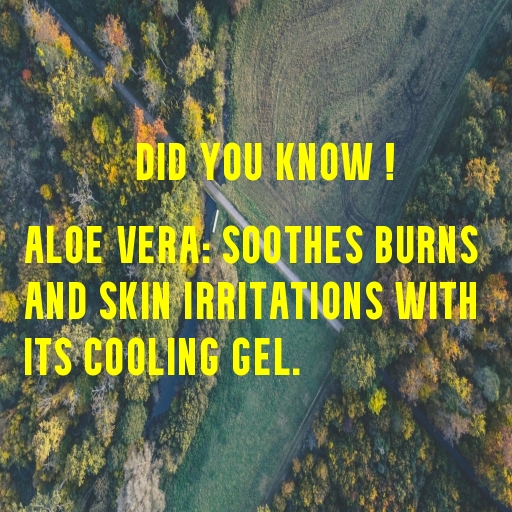 DID YOU KNOW !
ALOE VERA: SOOTHES BURNS
AND SKIN IRRITATIONS WITH
ITS COOLING GEL.